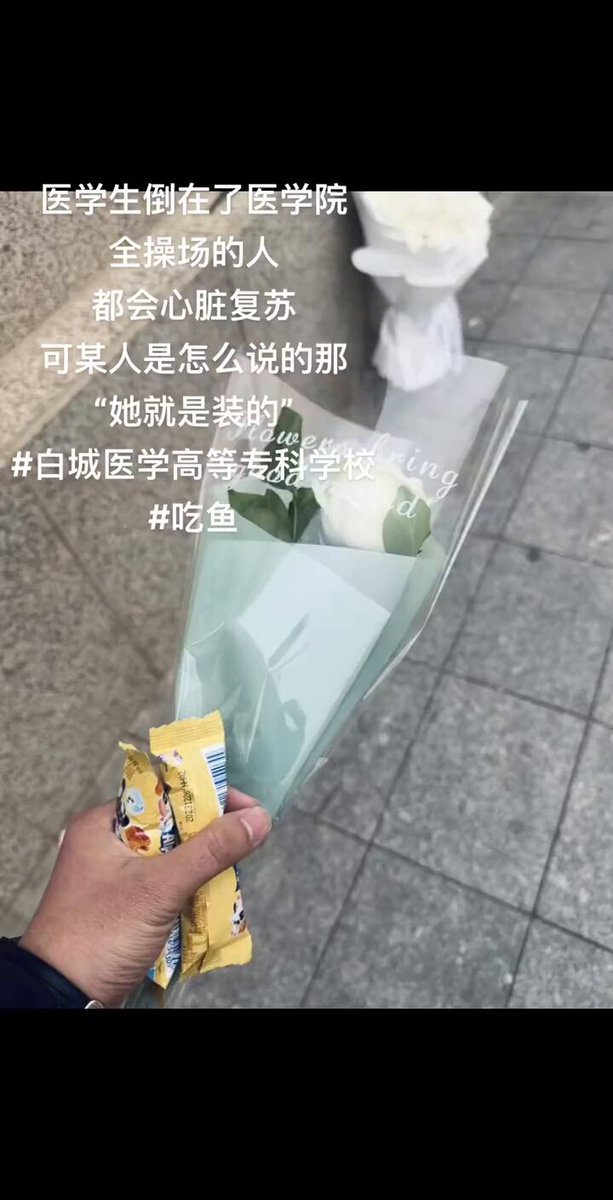 医学生倒在了医学院
全操场的人
都会心脏复苏
可某人是怎么说的那
“她就是装的”
#白城医学高等专科学校
#吃鱼
Flowers bring